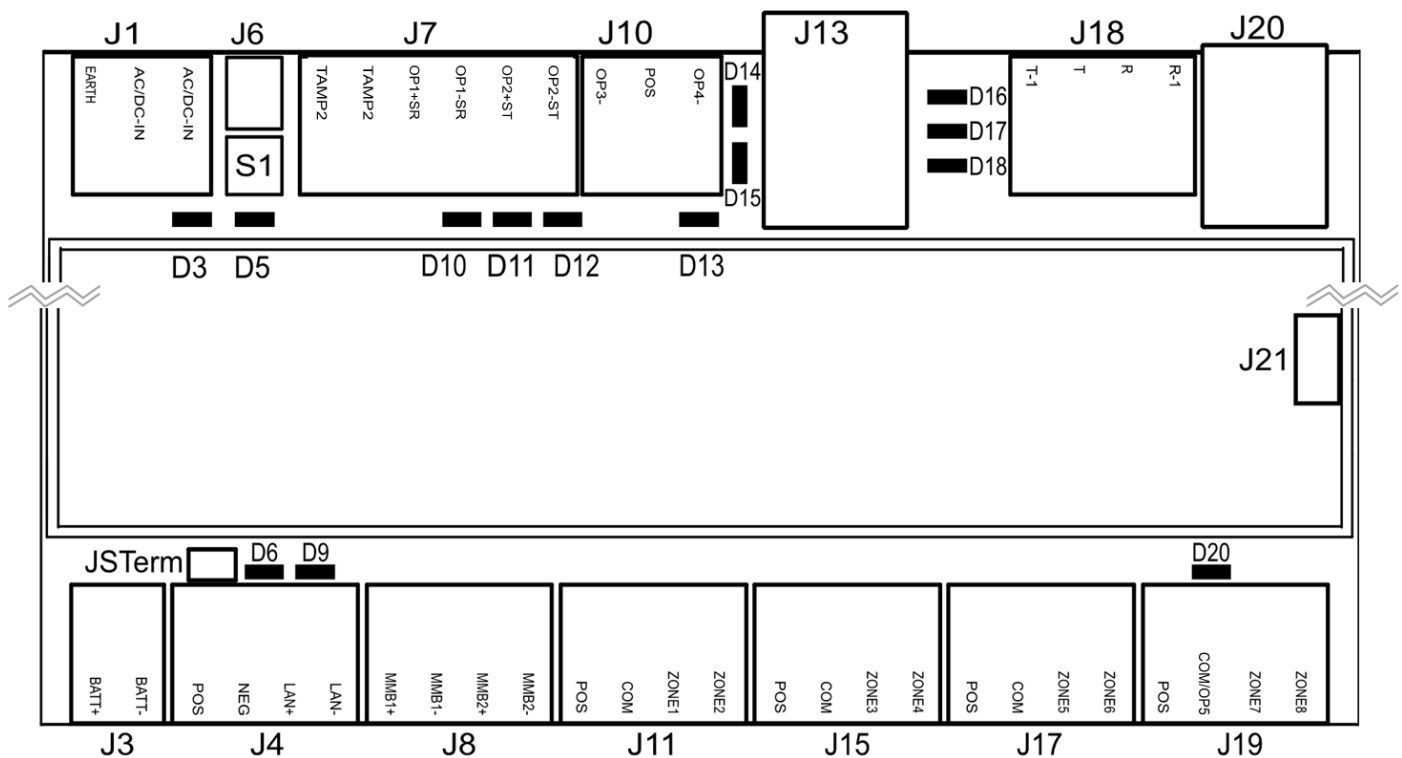 J1 J6 J7 J10 J13 J18 J20
EARTH
AC/DC-IN
AC/DC-IN
S1
TAMP2
TAMP2
OP1+SR
OP1-SR
OP2+ST
OP2-ST
OP3-
POS
OP4-
D14
D15
D16
D17
D18
T-1
T
R
R-1
D3 D5 D10 D11 D12 D13
J21
JSTerm D6 D9 D20
BATT+
BATT-
POS
NEG
LAN+
LAN-
MMB1+
MMB1-
MMB2+
MMB2-
POS
COM
ZONE1
ZONE2
POS
COM
ZONE3
ZONE4
POS
COM
ZONE5
ZONE6
POS
COM/OP5
ZONE7
ZONE8
J3 J4 J8 J11 J15 J17 J19